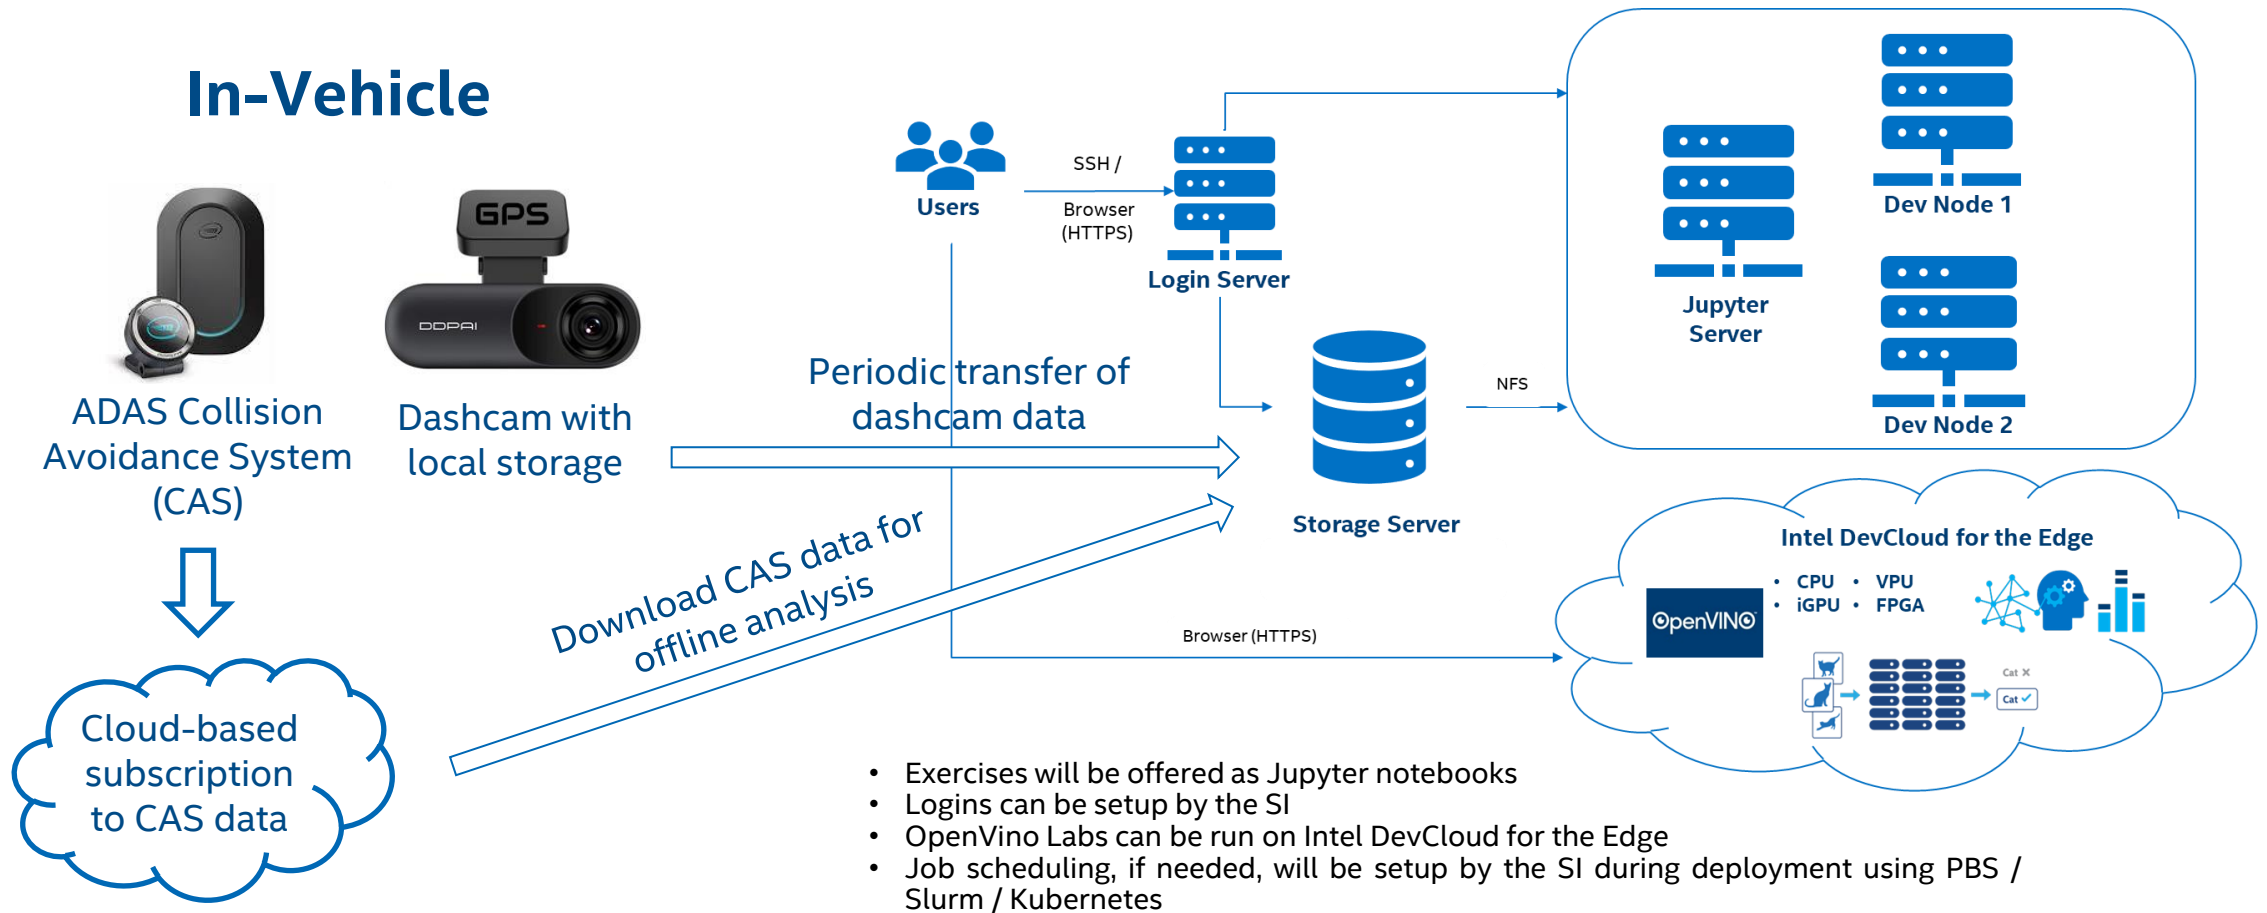 In-Vehicle
GPS
DDPAI
ADAS Collision
Avoidance System
(CAS)
Dashcam with
local storage
Cloud-based
subscription
to CAS data
Periodic transfer of
dashcam data
Download CAS data for
offline analysis
Users
SSH /
Browser
(HTTPS)
Login Server
Storage Server
NFS
Jupyter
Server
Dev Node 1
Dev Node 2
Browser (HTTPS)
Intel DevCloud for the Edge
OpenVINO
• CPU • VPU
• iGPU • FPGA
Cat ✕
Cat ✓
• Exercises will be offered as Jupyter notebooks
• Logins can be setup by the SI
• OpenVino Labs can be run on Intel DevCloud for the Edge
• Job scheduling, if needed, will be setup by the SI during deployment using PBS /
Slurm / Kubernetes